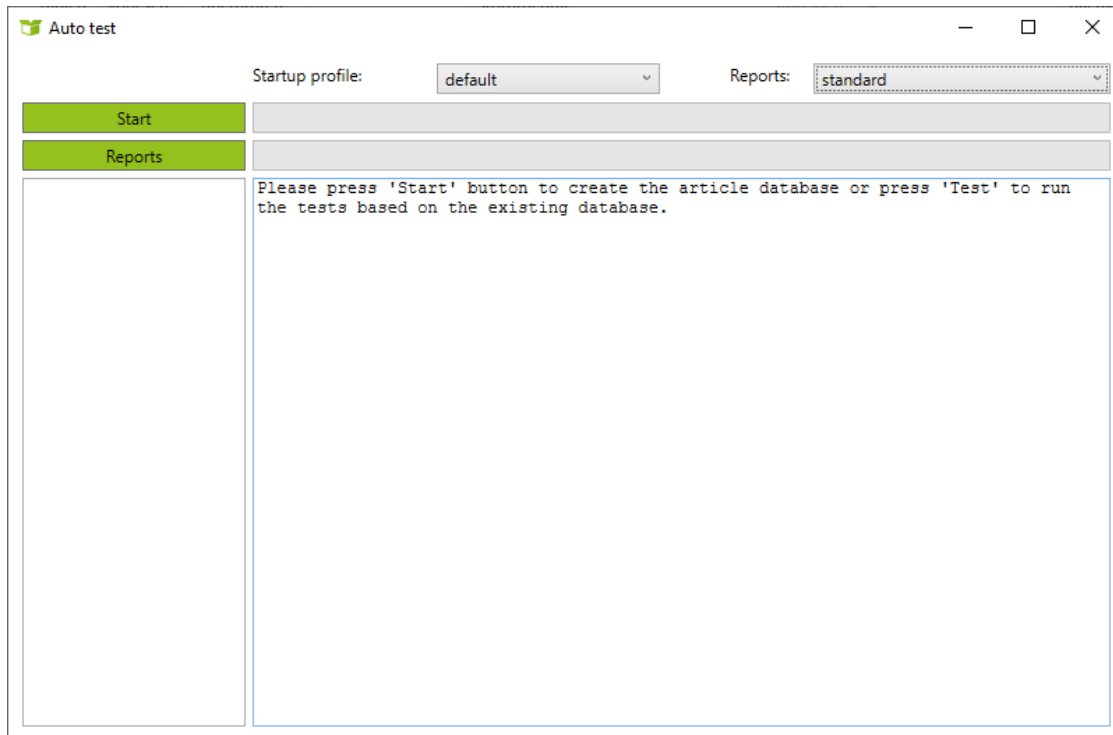 Auto test
Startup profile: default Reports: standard
Start
Reports
Please press 'Start' button to create the article database or press 'Test' to run
the tests based on the existing database.